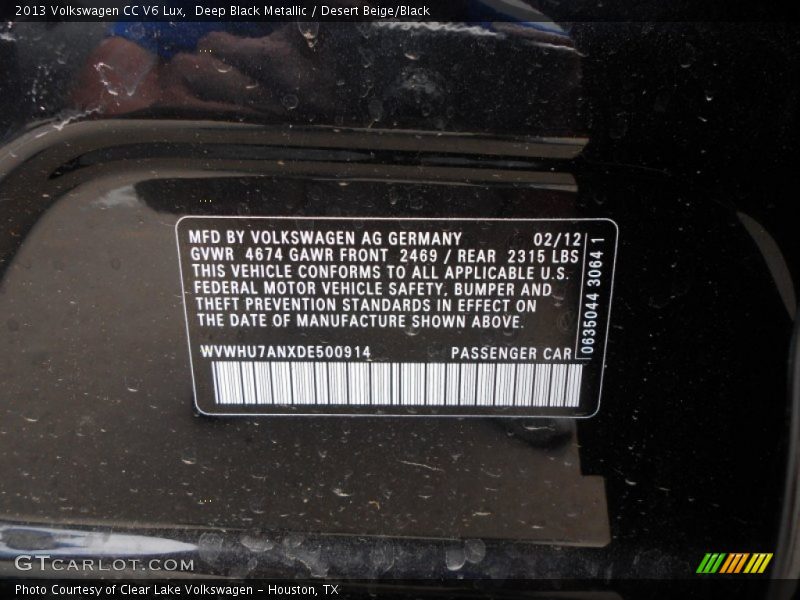 2013 Volkswagen CC V6 Lux,  Deep Black Metallic / Desert Beige/Black
MFD BY VOLKSWAGEN AG GERMANY 02/12
GVWR 4674 GAWR FRONT 2469 / REAR 2315 LBS
THIS VEHICLE CONFORMS TO ALL APPLICABLE U.S.
FEDERAL MOTOR VEHICLE SAFETY, BUMPER AND
THEFT PREVENTION STANDARDS IN EFFECT ON
THE DATE OF MANUFACTURE SHOWN ABOVE.
WVWHU7ANXDE500914 PASSENGER CAR
0635044 30641
GTCARLOT.COM
Photo Courtesy of Clear Lake Volkswagen - Houston, TX